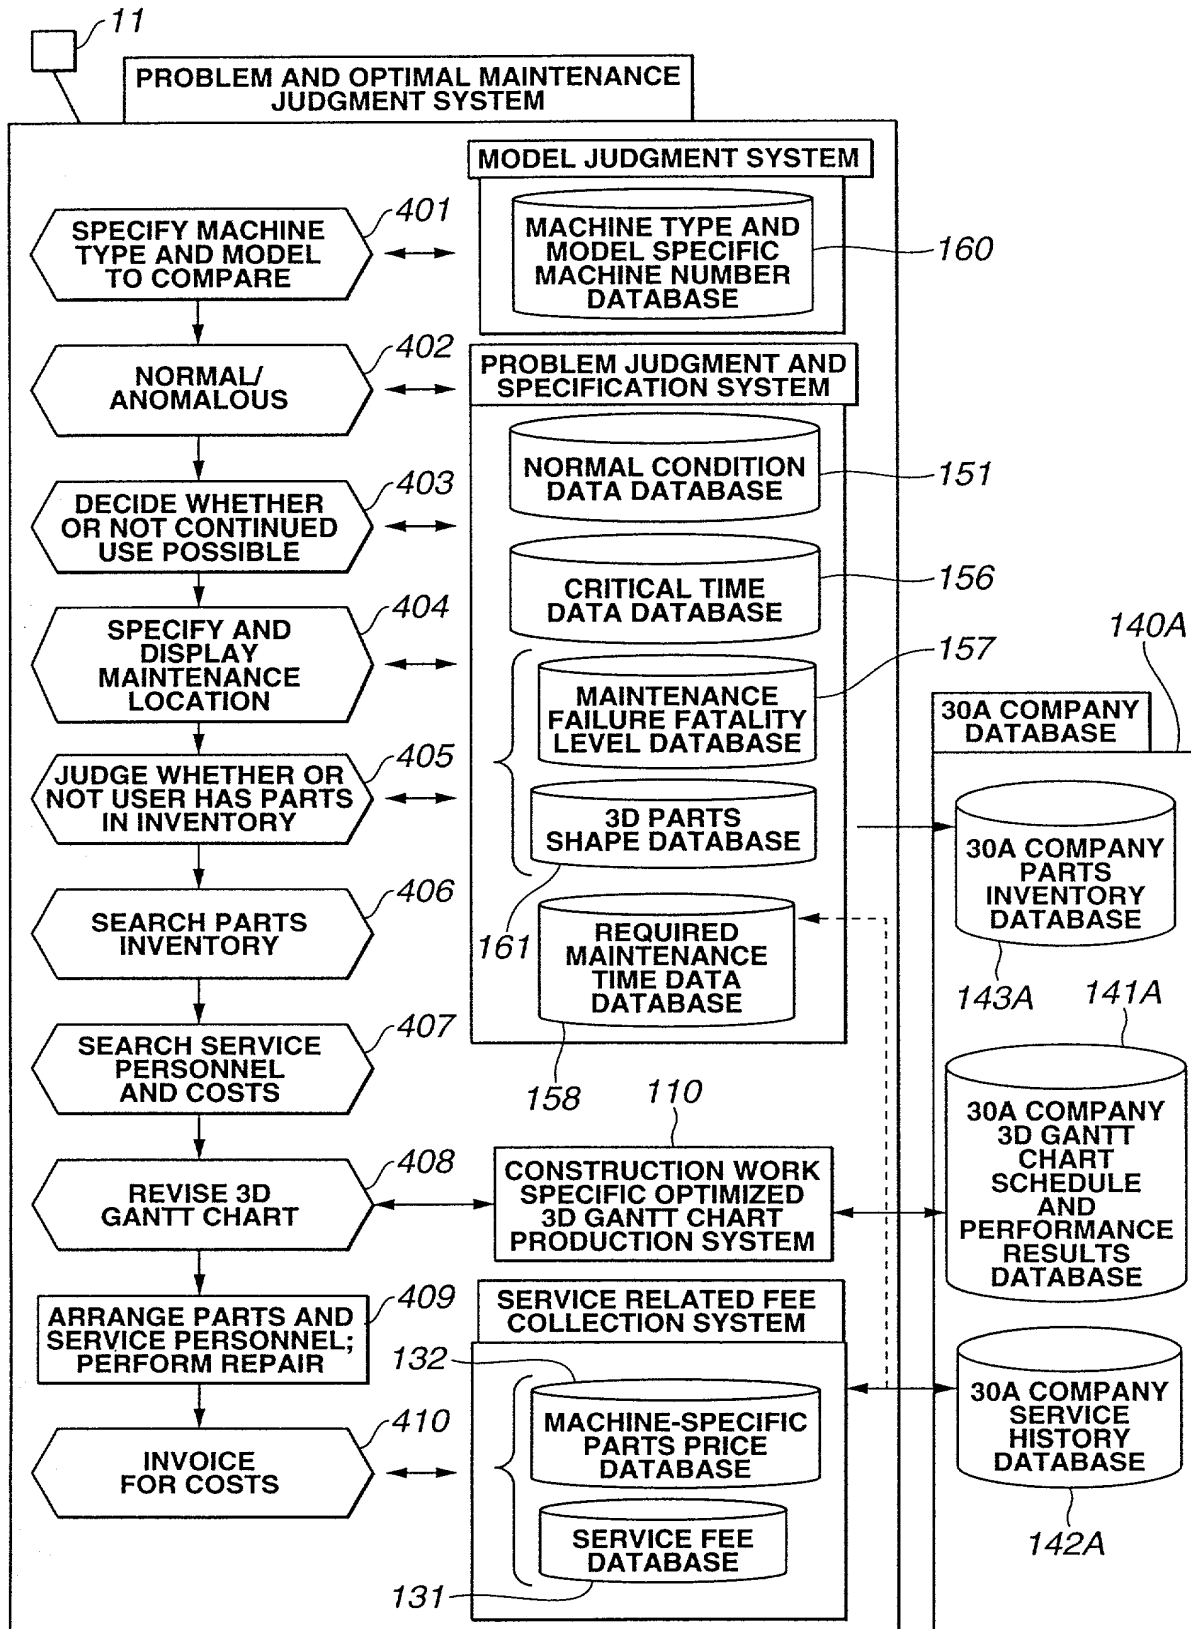 11
PROBLEM AND OPTIMAL MAINTENANCE
JUDGMENT SYSTEM
MODEL JUDGMENT SYSTEM
SPECIFY MACHINE
TYPE AND MODEL
TO COMPARE
401
MACHINE TYPE AND
MODEL SPECIFIC
MACHINE NUMBER
DATABASE
160
NORMAL/
ANOMALOUS
402
PROBLEM JUDGMENT AND
SPECIFICATION SYSTEM
NORMAL CONDITION
DATA DATABASE
151
DECIDE WHETHER
OR NOT CONTINUED
USE POSSIBLE
403
CRITICAL TIME
DATA DATABASE
156
SPECIFY AND
DISPLAY
MAINTENANCE
LOCATION
404
MAINTENANCE
FAILURE FATALITY
LEVEL DATABASE
157
JUDGE WHETHER OR
NOT USER HAS PARTS
IN INVENTORY
405
3D PARTS
SHAPE DATABASE
161
SEARCH PARTS
INVENTORY
406
REQUIRED
MAINTENANCE
TIME DATA
DATABASE
158
SEARCH SERVICE
PERSONNEL
AND COSTS
407
REVISE 3D
GANTT CHART
408
110
CONSTRUCTION WORK
SPECIFIC OPTIMIZED
3D GANTT CHART
PRODUCTION SYSTEM
ARRANGE PARTS AND
SERVICE PERSONNEL;
PERFORM REPAIR
409
SERVICE RELATED FEE
COLLECTION SYSTEM
132
MACHINE-SPECIFIC
PARTS PRICE
DATABASE
INVOICE
FOR COSTS
410
SERVICE FEE
DATABASE
131
140A
30A COMPANY
DATABASE
30A COMPANY
PARTS
INVENTORY
DATABASE
143A
141A
30A COMPANY
3D GANTT
CHART
SCHEDULE
AND
PERFORMANCE
RESULTS
DATABASE
30A COMPANY
SERVICE
HISTORY
DATABASE
142A